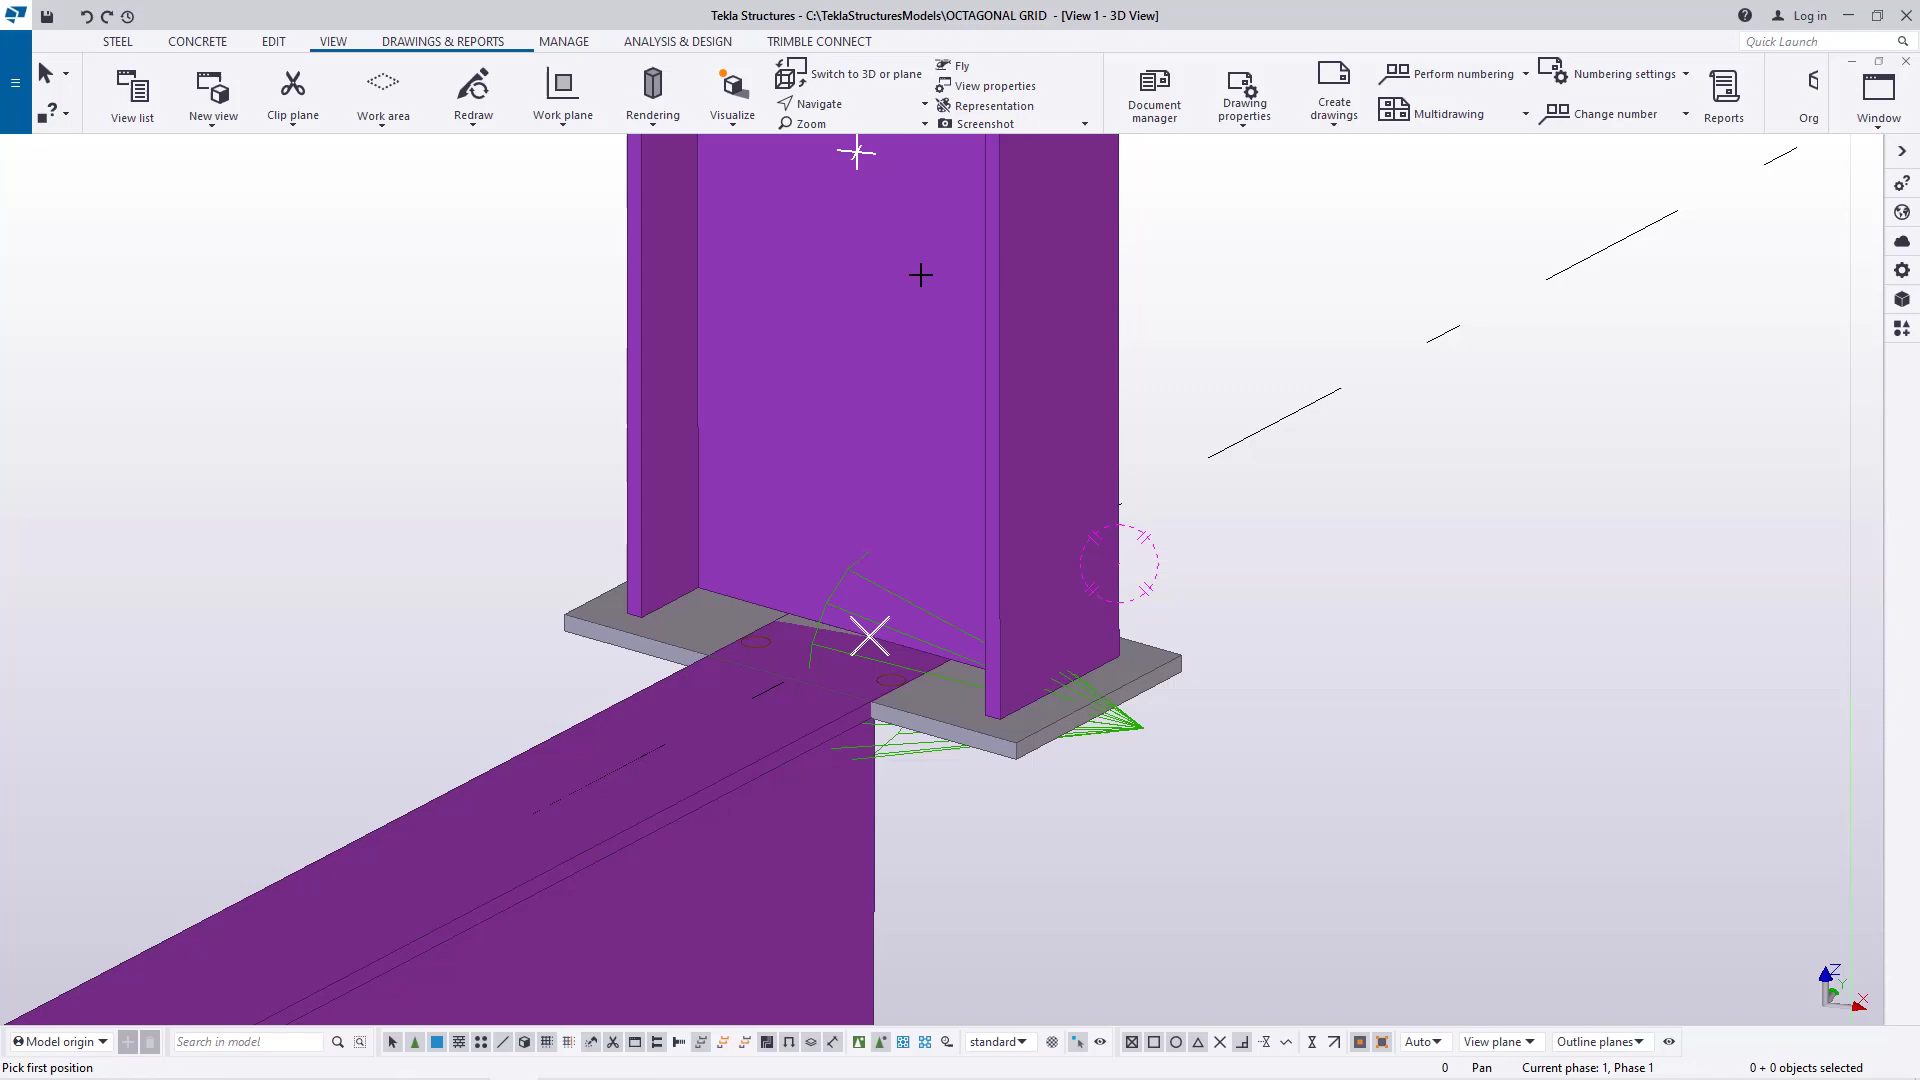 Tekla Structures - C:\TeklaStructuresModels\OCTAGONAL GRID - [View 1 - 3D View]
Log in
STEEL CONCRETE EDIT VIEW DRAWINGS & REPORTS MANAGE ANALYSIS & DESIGN TRIMBLE CONNECT
Quick Launch
View list
New view
Clip plane
Work area
Redraw
Work plane
Rendering
Visualize
Switch to 3D or plane
Navigate
Zoom
Fly
View properties
Representation
Screenshot
Document manager
Drawing properties
Create drawings
Perform numbering
Multidrawing
Numbering settings
Change number
Reports
Org
Window
Z
Y
X
Model origin
Search in model
standard
Auto
View plane
Outline planes
Pick first position
0
Pan
Current phase: 1, Phase 1
0 + 0 objects selected